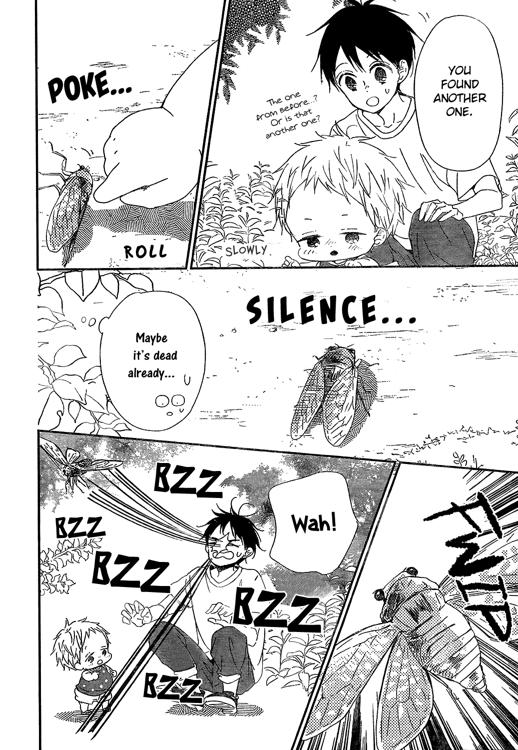 YOU
FOUND
ANOTHER
ONE.
The one
from before...?
Or is that
another one?
SLOWLY
POKE...
ROLL
SILENCE...
Maybe
it's dead
already...
FWIP
Wah!
BZZ
BZZ
BZZ
BZZ
BZZ